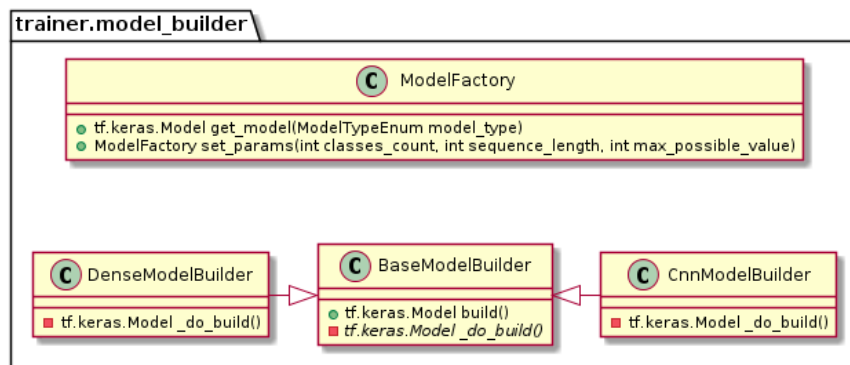 trainer.model_builder
C ModelFactory
tf.keras.Model get_model(ModelTypeEnum model_type)
ModelFactory set_params(int classes_count, int sequence_length, int max_possible_value)
C DenseModelBuilder
tf.keras.Model _do_build()
C BaseModelBuilder
tf.keras.Model build()
tf.keras.Model _do_build()
C CnnModelBuilder
tf.keras.Model _do_build()